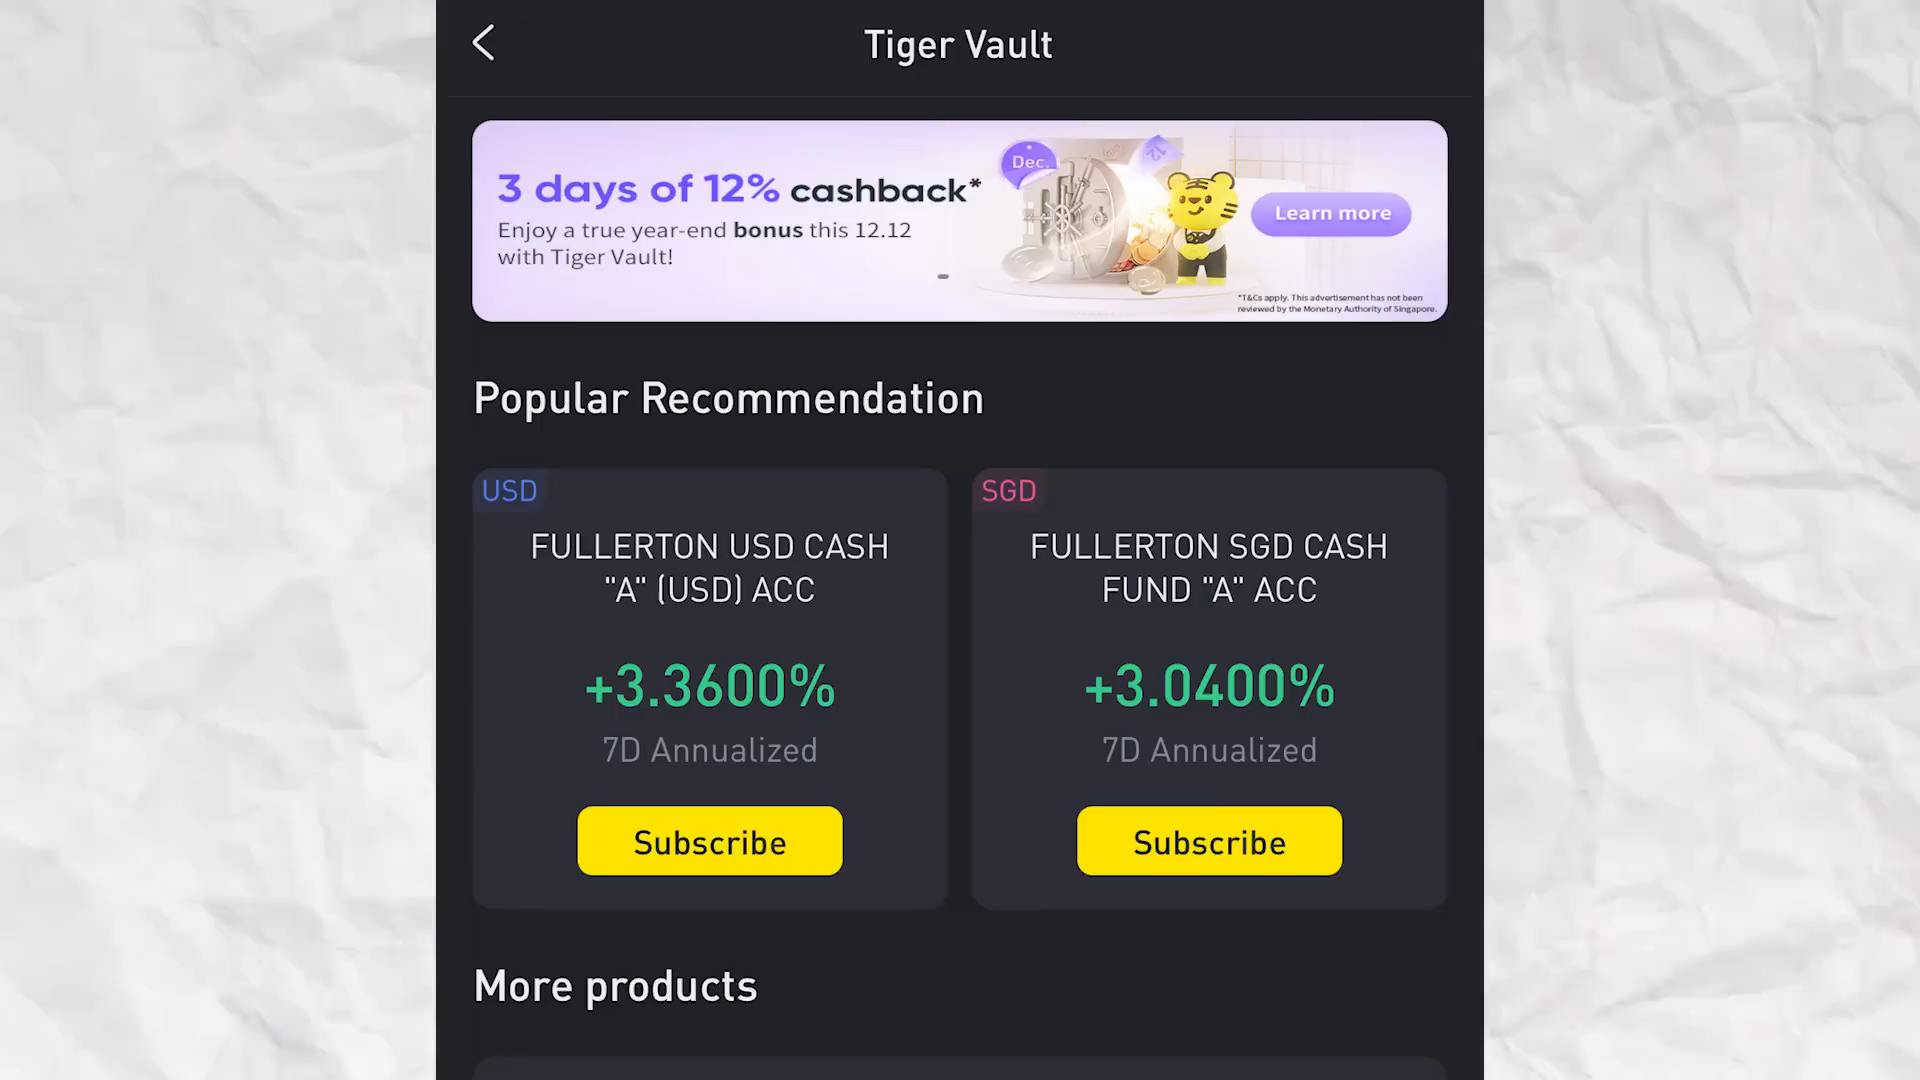 Tiger Vault
3 days of 12% cashback*
Enjoy a true year-end bonus this 12.12
with Tiger Vault!
Dec.
12
Learn more
*T&Cs apply. This advertisement has not been
reviewed by the Monetary Authority of Singapore.
Popular Recommendation
USD
FULLERTON USD CASH
"A" (USD) ACC
+3.3600%
7D Annualized
Subscribe
SGD
FULLERTON SGD CASH
FUND "A" ACC
+3.0400%
7D Annualized
Subscribe
More products